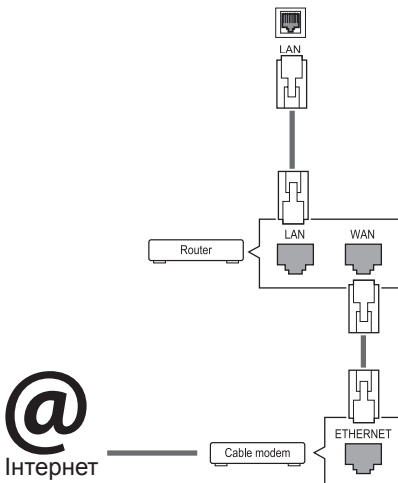 LAN
LAN WAN
Router
ETHERNET
@
Інтернет
Cable modem